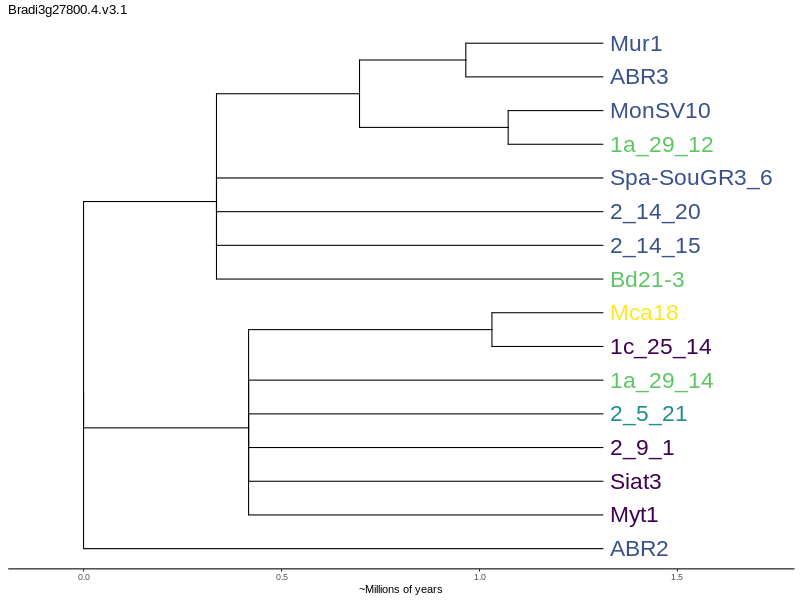 Bradi3g27800.4.v3.1
Mur1
ABR3
MonSV10
1a_29_12
Spa-SouGR3_6
2_14_20
2_14_15
Bd21-3
Mca18
1c_25_14
1a_29_14
2_5_21
2_9_1
Siat3
Myt1
ABR2
0.0 0.5 1.0 1.5
~Millions of years